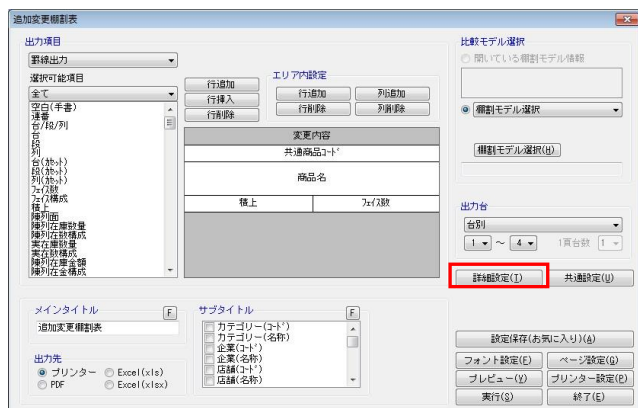 追加変更棚割表
出力項目
罫線出力
選択可能項目
全て
空白(手書)
連番
台/段/列
台
段
列
台(ｶｾｯﾄ)
段(ｶｾｯﾄ)
列(ｶｾｯﾄ)
ﾌｪｲｽ数
ﾌｪｲｽ構成
積上
陳列面
陳列在庫数量
陳列在数構成
実在庫数量
実在数構成
陳列在庫金額
陳列在金構成
行追加
行挿入
行削除
エリア内設定
行追加
列追加
行削除
列削除
変更内容
共通商品ｺｰﾄﾞ
商品名
積上
ﾌｪｲｽ数
比較モデル選択
開いている棚割モデル情報
棚割モデル選択
棚割モデル選択(H)
出力台
台別
1 ～ 4 1頁台数 1
詳細設定(T)
共通設定(U)
メインタイトル F
追加変更棚割表
出力先
プリンター Excel(xls)
PDF Excel(xlsx)
サブタイトル F
カテゴリー(ｺｰﾄﾞ)
カテゴリー(名称)
企業(ｺｰﾄﾞ)
企業(名称)
店舗(ｺｰﾄﾞ)
店舗(名称)
設定保存(お気に入り)(A)
フォント設定(F) ページ設定(G)
プレビュー(Y) プリンター設定(P)
実行(S) 終了(E)